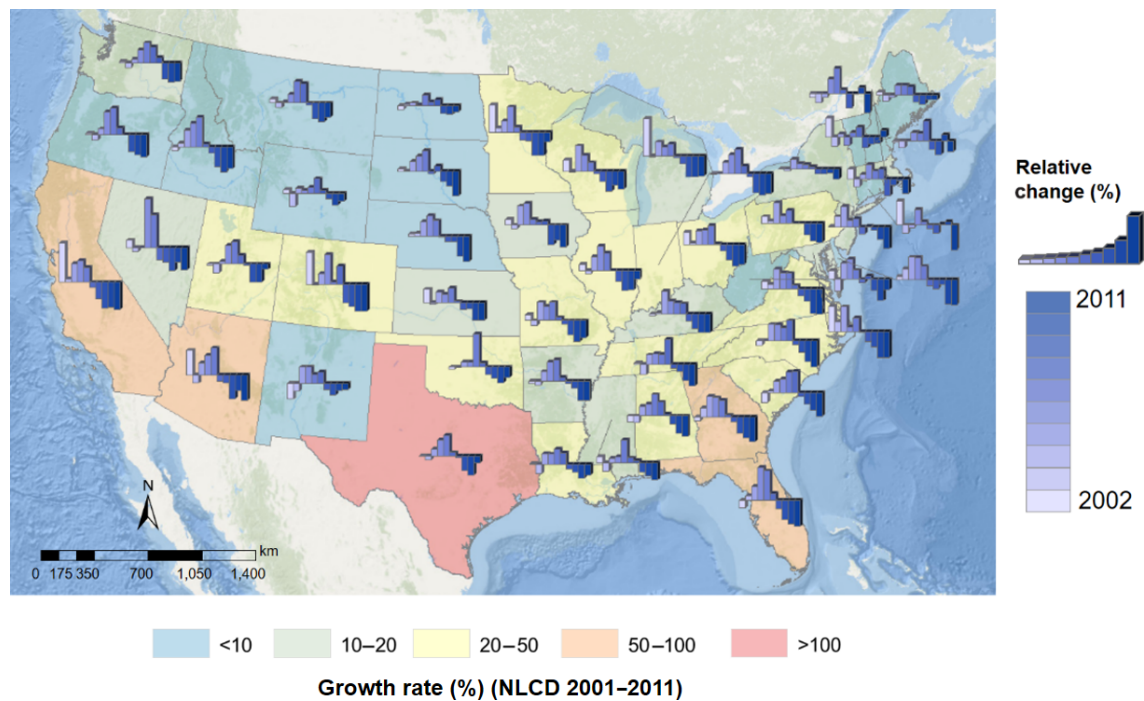 Relative
change (%)
2011
2002
N
km
0 175 350 700 1,050 1,400
<10 10–20 20–50 50–100 >100
Growth rate (%) (NLCD 2001–2011)